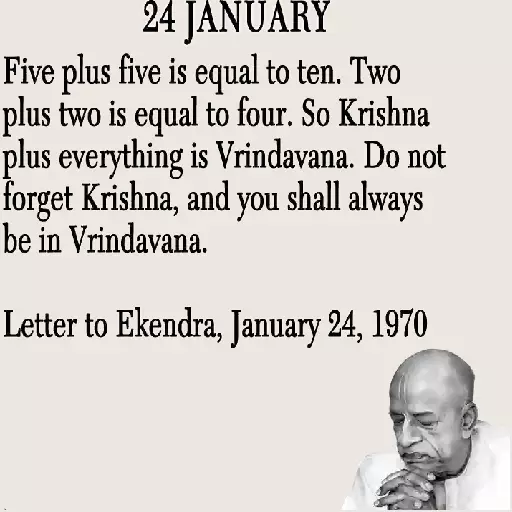 24 JANUARY
Five plus five is equal to ten. Two
plus two is equal to four. So Krishna
plus everything is Vrindavana. Do not
forget Krishna, and you shall always
be in Vrindavana.
Letter to Ekendra, January 24, 1970